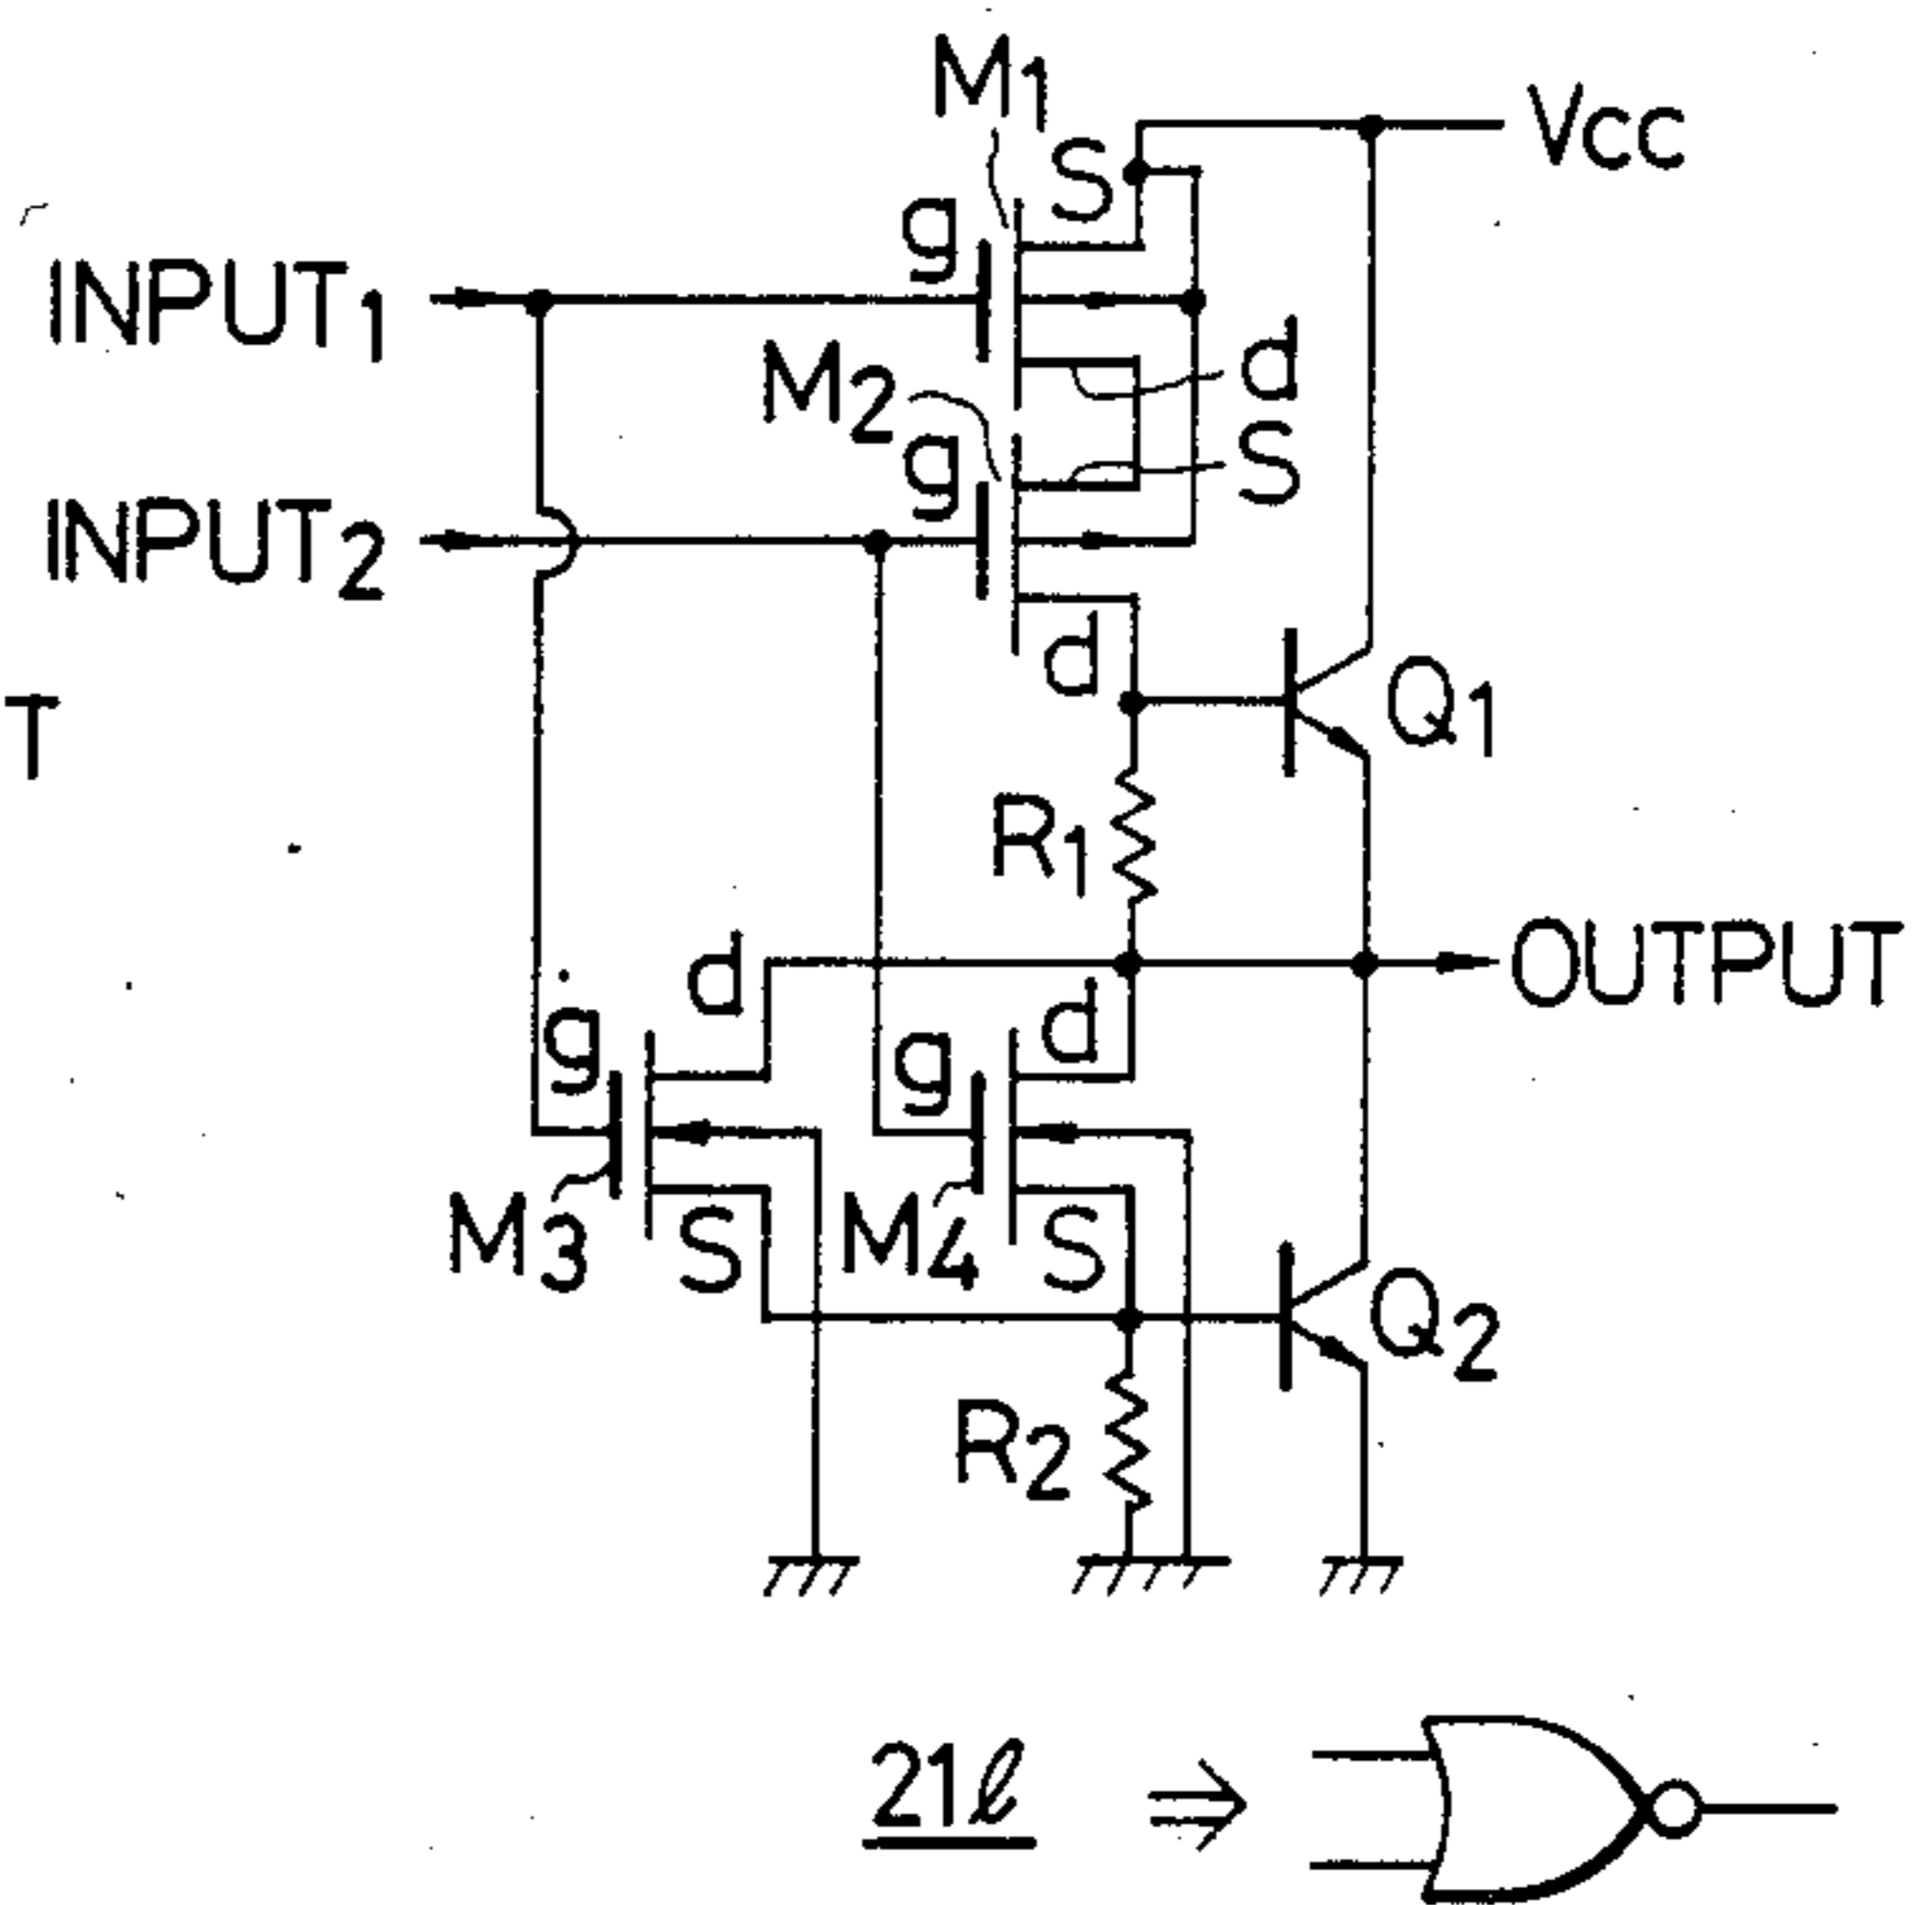 M1
VCC
S
g
INPUT1
d
M2
g
S
INPUT2
d
Q1
T
R1
OUTPUT
d
d
g
g
M3
S
M4
S
Q2
R2
21ℓ